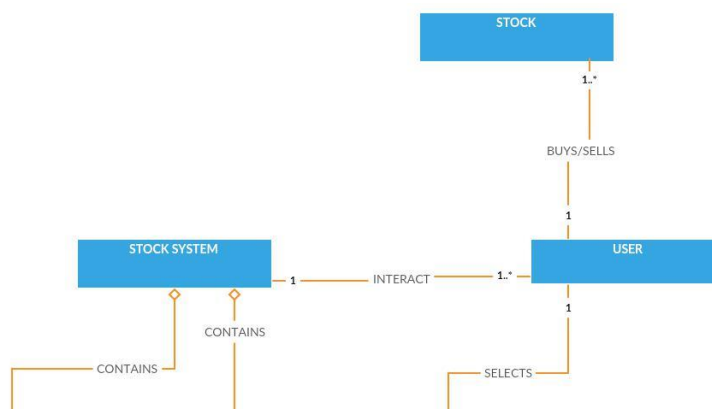 STOCK
1..*
BUYS/SELLS
1
STOCK SYSTEM
USER
1
INTERACT
1..*
1
CONTAINS
CONTAINS
SELECTS